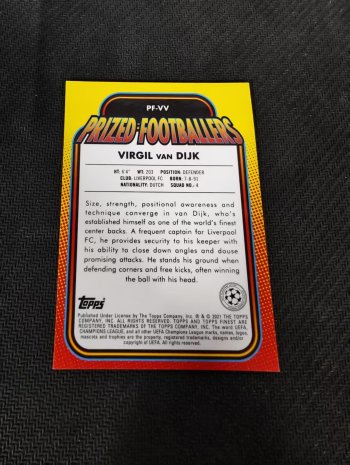 PF-VV
PRIZED FOOTBALLERS
VIRGIL VAN DIJK
HT: 6'4" WT: 203 POSITION: DEFENDER
CLUB: LIVERPOOL FC BORN: 7-8-91
NATIONALITY: DUTCH SQUAD NO.: 4
Size, strength, positional awareness and
technique converge in van Dijk, who's
established himself as one of the world's finest
center backs. A frequent captain for Liverpool
FC, he provides security to his keeper with
his ability to close down angles and douse
promising attacks. He stands his ground when
defending corners and free kicks, often winning
the ball with his head.
Topps
Published Under License by The Topps Company, Inc. ® & © 2021 THE TOPPS
COMPANY, INC. ALL RIGHTS RESERVED. TOPPS AND TOPPS FINEST ARE
REGISTERED TRADEMARKS OF THE TOPPS COMPANY, INC. The word UEFA
CHAMPIONS LEAGUE, and all other UEFA Champions League marks, names, logos,
mascots and trophies are the property, registered trademarks, designs and/or
copyright of UEFA. All rights reserved.